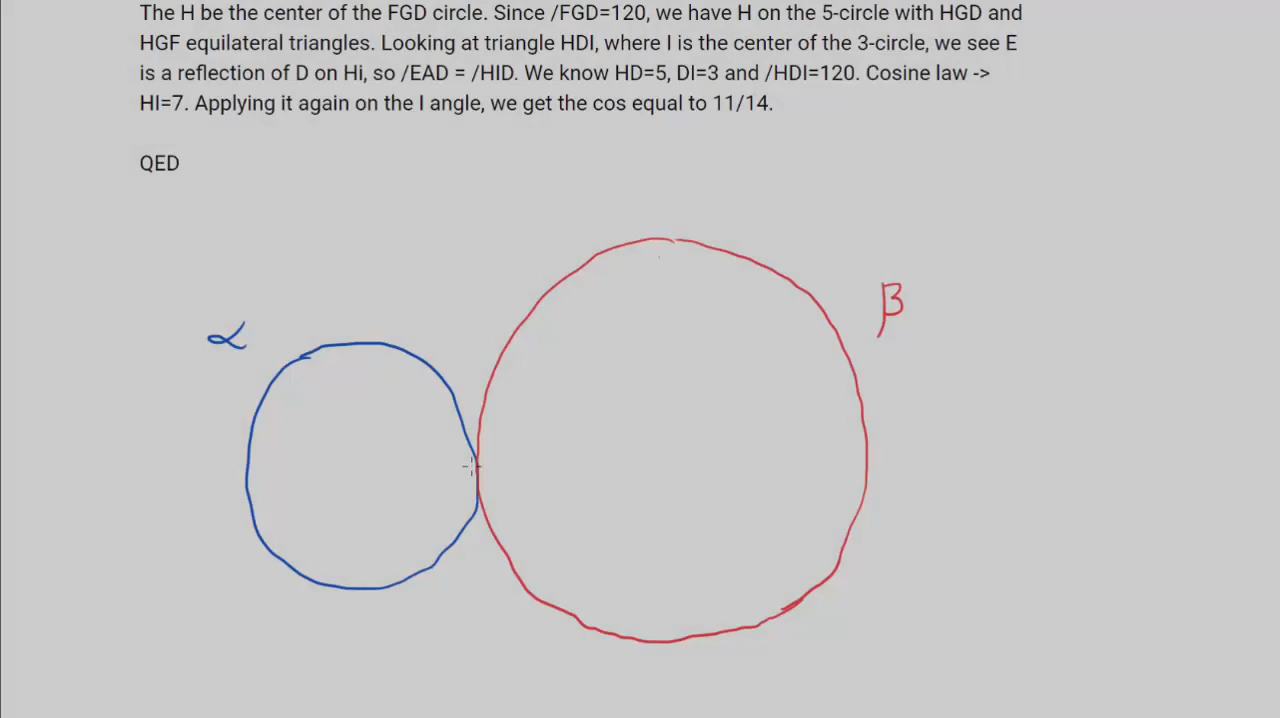 The H be the center of the FGD circle. Since /FGD=120, we have H on the 5-circle with HGD and
HGF equilateral triangles. Looking at triangle HDI, where I is the center of the 3-circle, we see E
is a reflection of D on Hi, so /EAD = /HID. We know HD=5, DI=3 and /HDI=120. Cosine law ->
HI=7. Applying it again on the I angle, we get the cos equal to 11/14.
QED
β
α